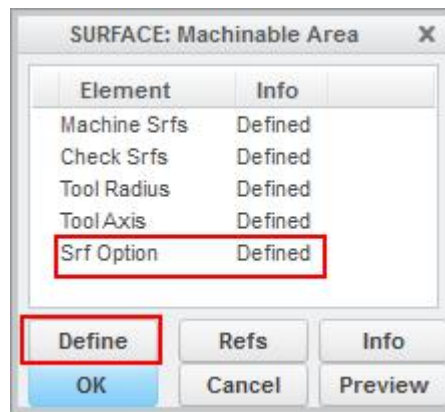 SURFACE: Machinable Area X
Element Info
Machine Srfs Defined
Check Srfs Defined
Tool Radius Defined
Tool Axis Defined
Srf Option Defined
Define Refs Info
OK Cancel Preview